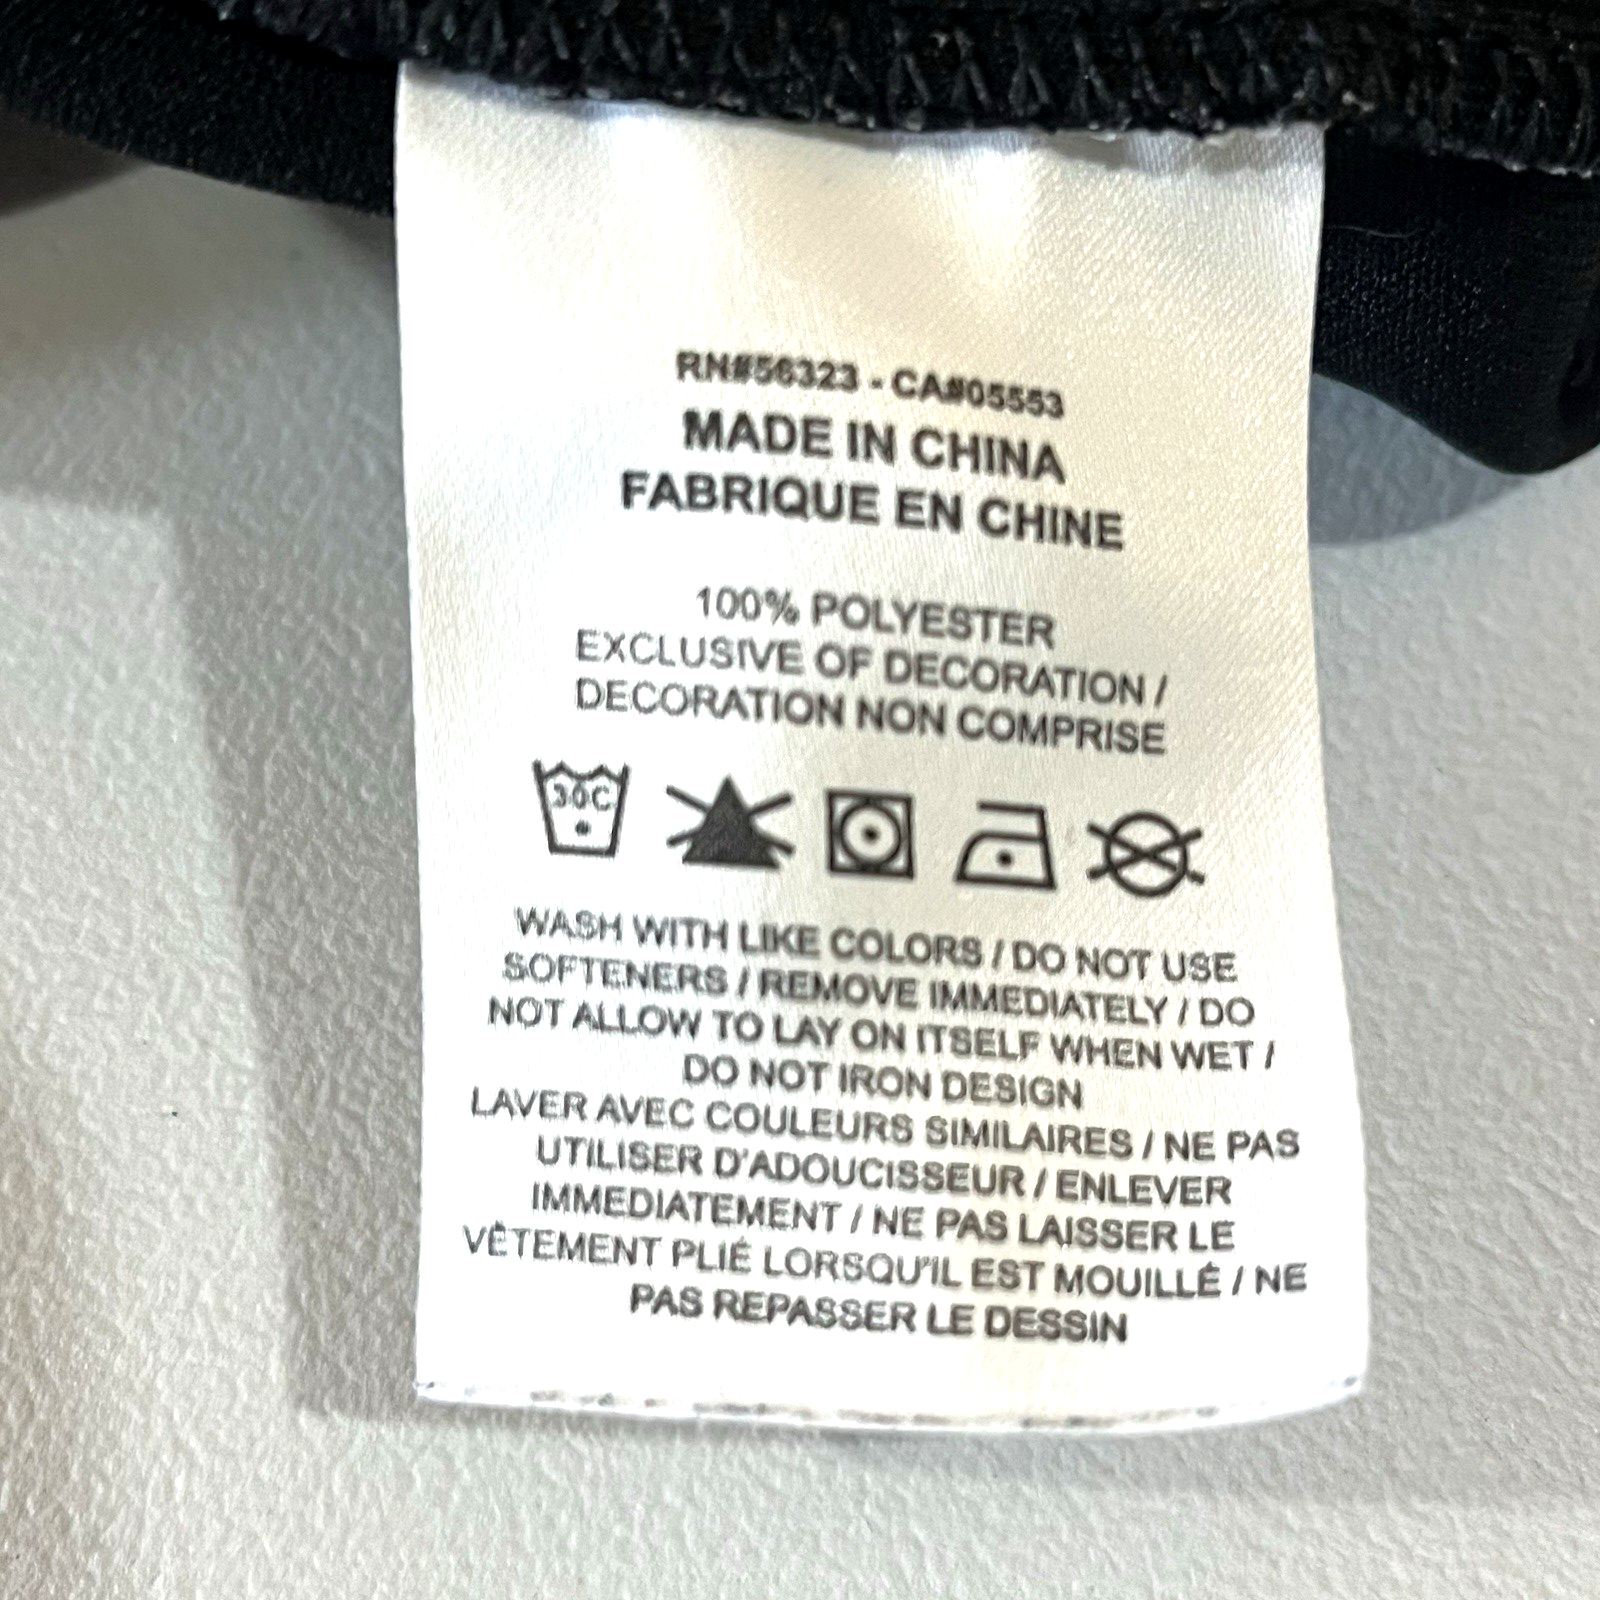 RN#56323 - CA#05553
MADE IN CHINA
FABRIQUE EN CHINE
100% POLYESTER
EXCLUSIVE OF DECORATION /
DECORATION NON COMPRISE
30C
WASH WITH LIKE COLORS / DO NOT USE
SOFTENERS / REMOVE IMMEDIATELY / DO
NOT ALLOW TO LAY ON ITSELF WHEN WET /
DO NOT IRON DESIGN
LAVER AVEC COULEURS SIMILAIRES / NE PAS
UTILISER D'ADOUCISSEUR / ENLEVER
IMMEDIATEMENT / NE PAS LAISSER LE
VÊTEMENT PLIÉ LORSQU'IL EST MOUILLÉ / NE
PAS REPASSER LE DESSIN